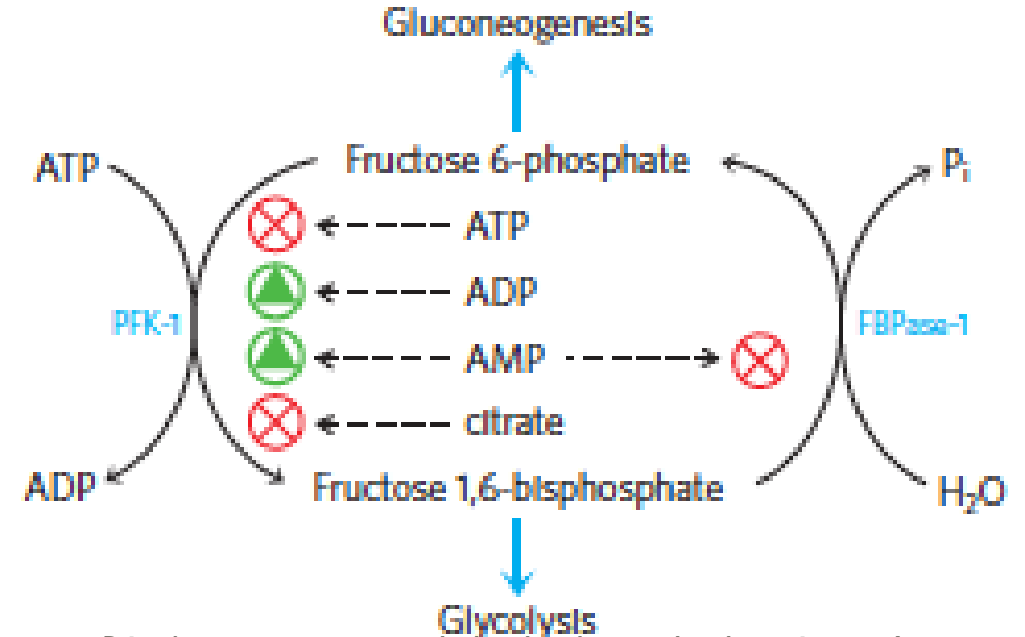 Gluconeogenesis
ATP
Fructose 6-phosphate
Pi
ATP
ADP
PFK-1
FBPase-1
AMP
citrate
ADP
Fructose 1,6-bisphosphate
H₂O
Glycolysis